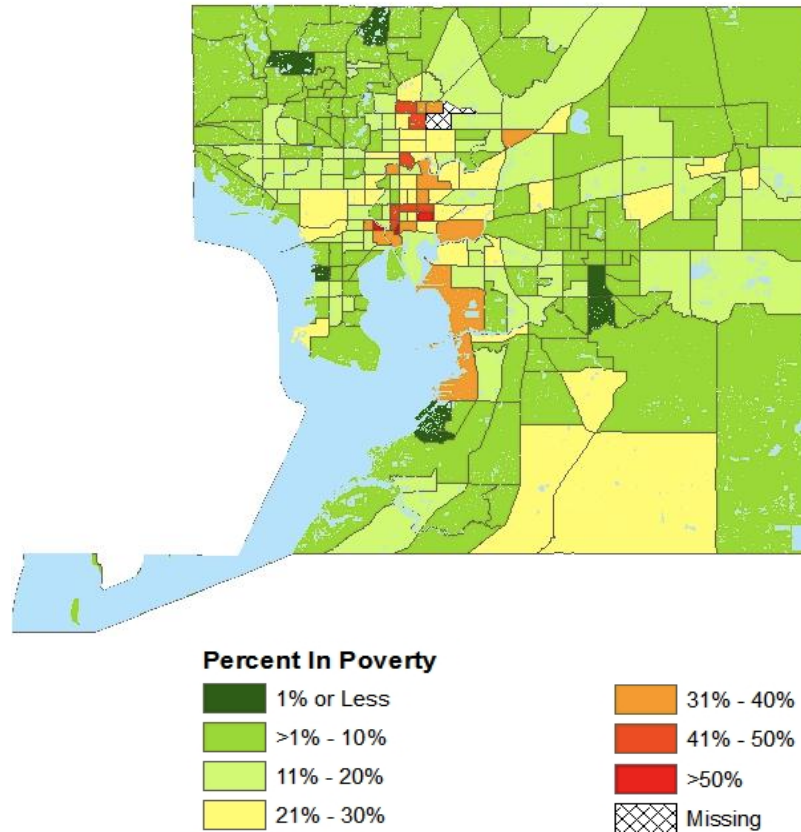 Percent In Poverty
1% or Less
>1% - 10%
11% - 20%
21% - 30%
31% - 40%
41% - 50%
>50%
Missing